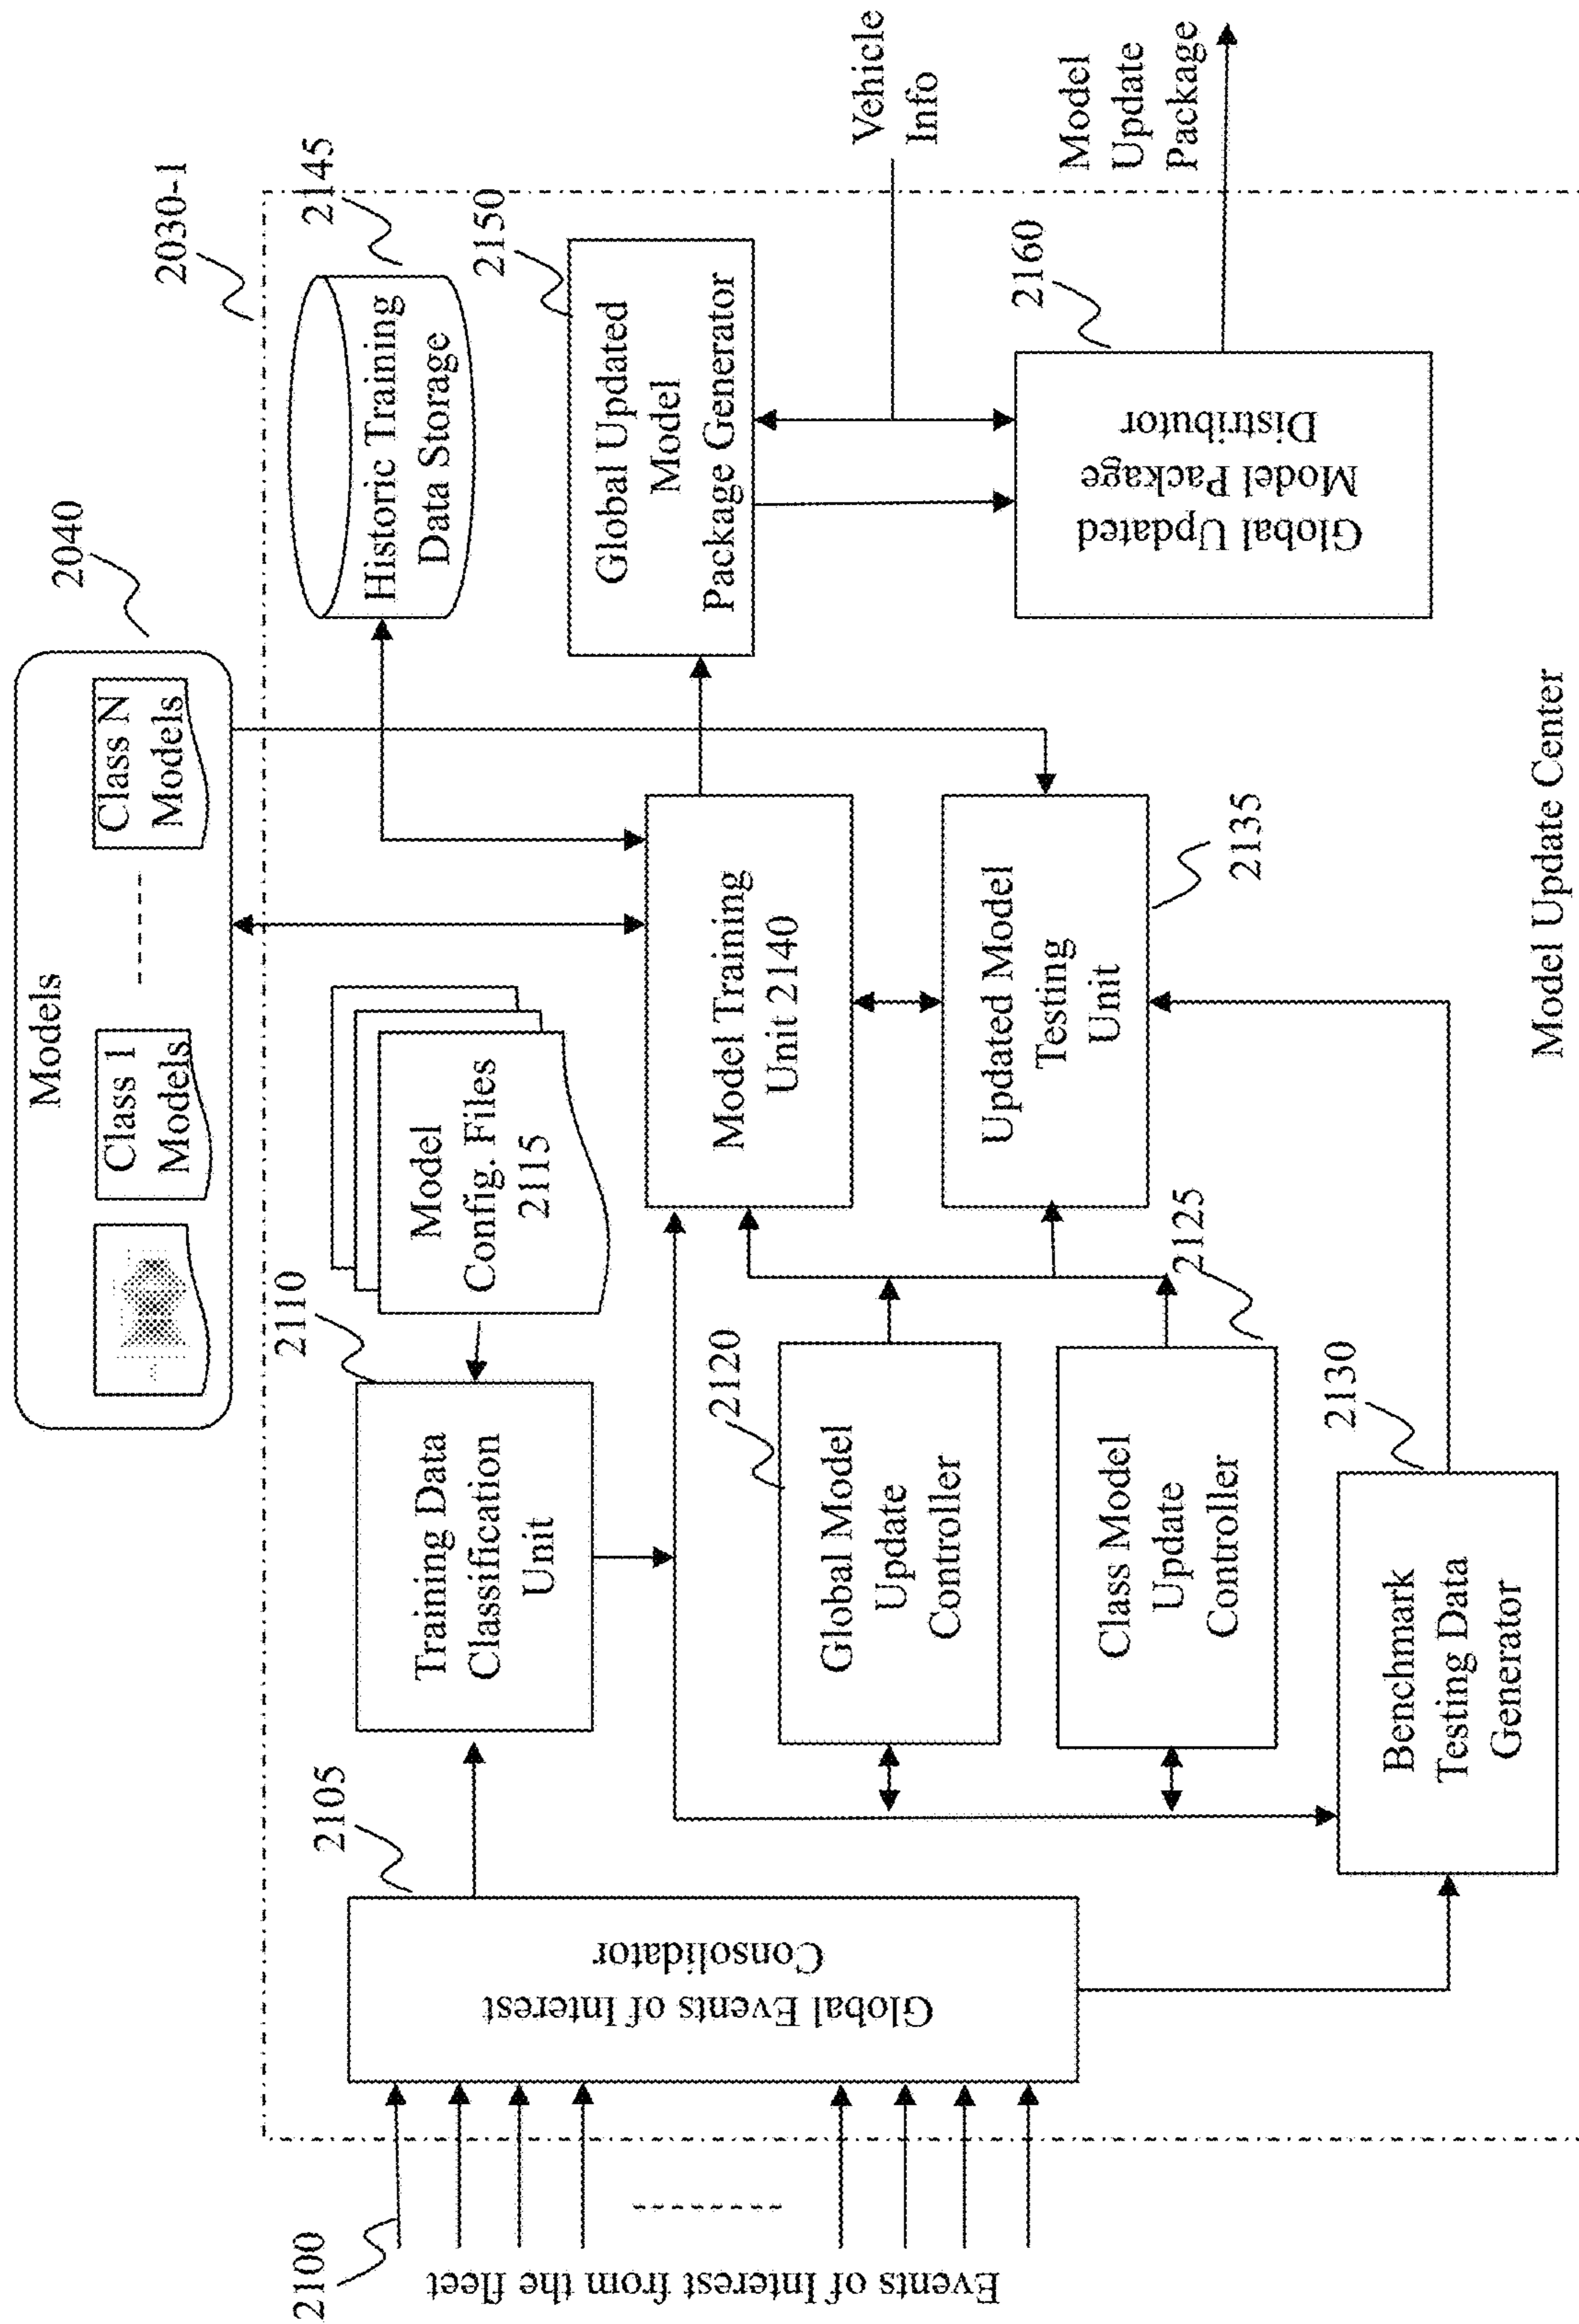 Models
Class 1
Models
Class N
Models
2040
2030-1
2100
Events of Interest from the fleet
2105
Global Events of Interest
Consolidator
2110
Training Data
Classification
Unit
Model
Config. Files
2115
Historic Training
Data Storage
2145
2120
Global Model
Update
Controller
Model Training
Unit 2140
Global Updated
Model
Package Generator
2150
Vehicle
Info
2125
Class Model
Update
Controller
Updated Model
Testing
Unit
2135
Global Updated
Model Package
Distributor
2160
Model
Update
Package
2130
Benchmark
Testing Data
Generator
Model Update Center